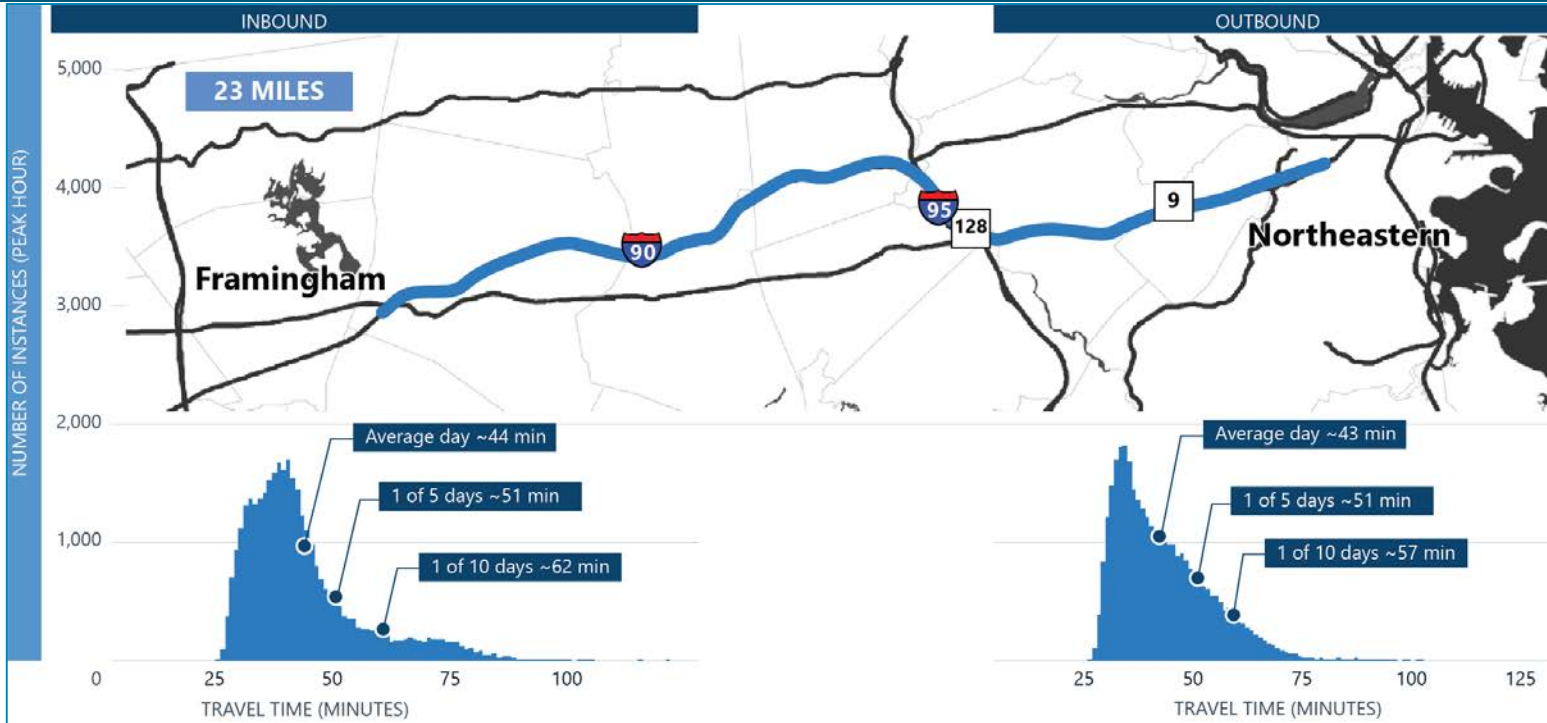 INBOUND
OUTBOUND
NUMBER OF INSTANCES (PEAK HOUR)
5,000
4,000
3,000
2,000
1,000
0
23 MILES
Framingham
90
95
128
9
Northeastern
Average day ~44 min
1 of 5 days ~51 min
1 of 10 days ~62 min
25
50
75
100
TRAVEL TIME (MINUTES)
Average day ~43 min
1 of 5 days ~51 min
1 of 10 days ~57 min
25
50
75
100
125
TRAVEL TIME (MINUTES)